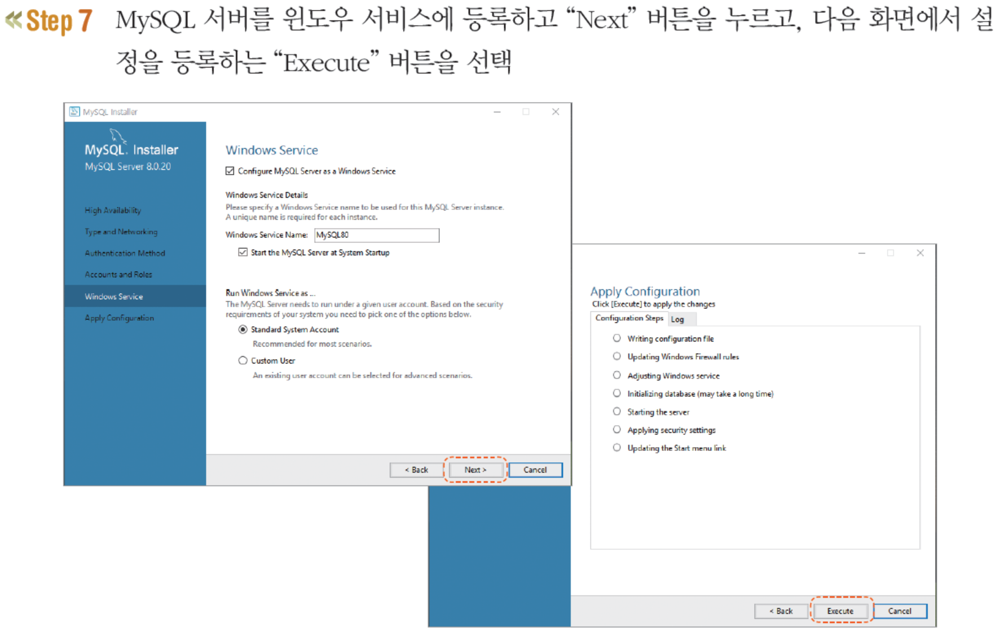 Step 7 MySQL 서버를 윈도우 서비스에 등록하고 “Next” 버튼을 누르고, 다음 화면에서 설
정을 등록하는 “Execute” 버튼을 선택
MySQL Installer
MySQL. Installer
MySQL Server 8.0.20
High Availability
Type and Networking
Authentication Method
Accounts and Roles
Windows Service
Apply Configuration
Windows Service
Configure MySQL Server as a Windows Service
Windows Service Details
Please specify a Windows Service name to be used for this MySQL Server instance.
A unique name is required for each instance.
Windows Service Name: MySQL80
Start the MySQL Server at System Startup
Run Windows Service as ...
The MySQL Server needs to run under a given user account. Based on the security
requirements of your system you need to pick one of the options below.
Standard System Account
Recommended for most scenarios.
Custom User
An existing user account can be selected for advanced scenarios.
< Back Next > Cancel
Apply Configuration
Click [Execute] to apply the changes
Configuration Steps Log
Writing configuration file
Updating Windows Firewall rules
Adjusting Windows service
Initializing database (may take a long time)
Starting the server
Applying security settings
Updating the Start menu link
< Back Execute Cancel